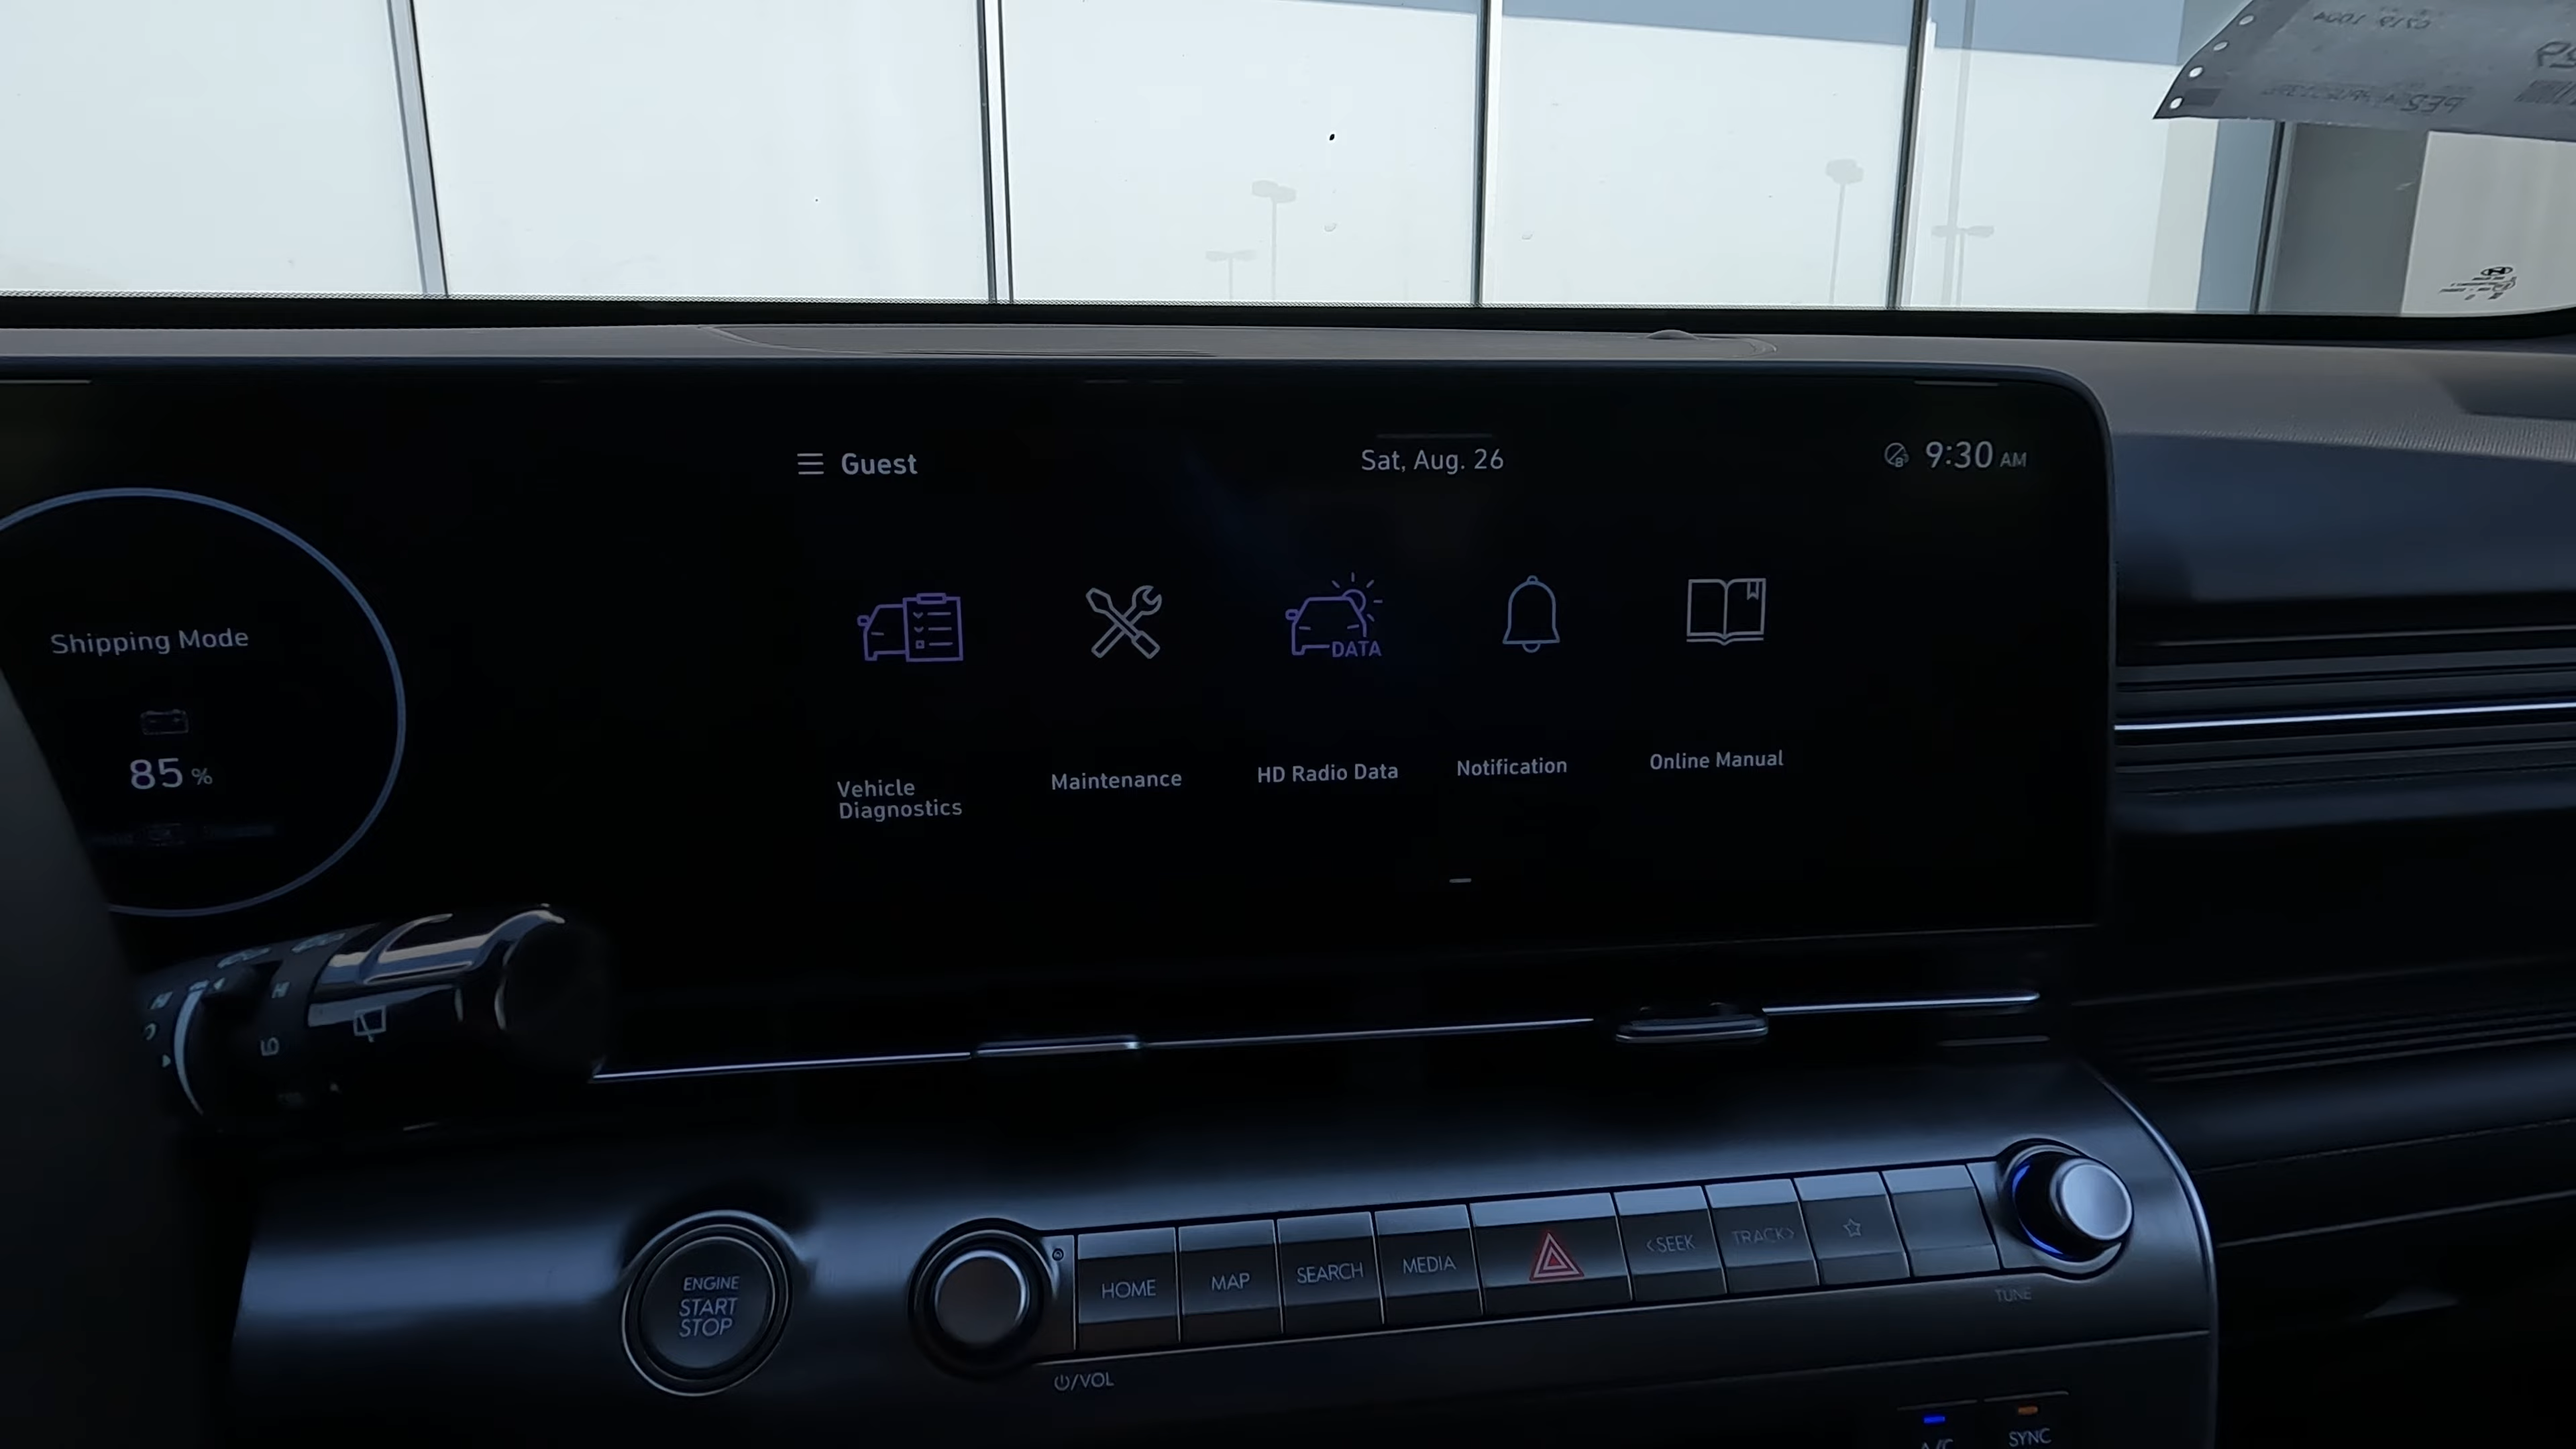 Guest
Sat, Aug. 26
9:30 AM
Shipping Mode
85 %
DATA
Vehicle
Diagnostics
Maintenance
HD Radio Data
Notification
Online Manual
ENGINE
START
STOP
HOME
MAP
SEARCH
MEDIA
<SEEK
TRACK>
TUNE
/VOL
A/C
SYNC